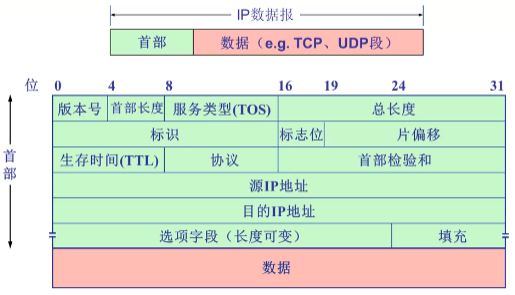 IP数据报
首部 数据（e.g. TCP、UDP段）
位 0 4 8 16 19 24 31
版本号 首部长度 服务类型(TOS) 总长度
标识 标志位 片偏移
生存时间(TTL) 协议 首部检验和
源IP地址
目的IP地址
选项字段（长度可变） 填充
数据
首部